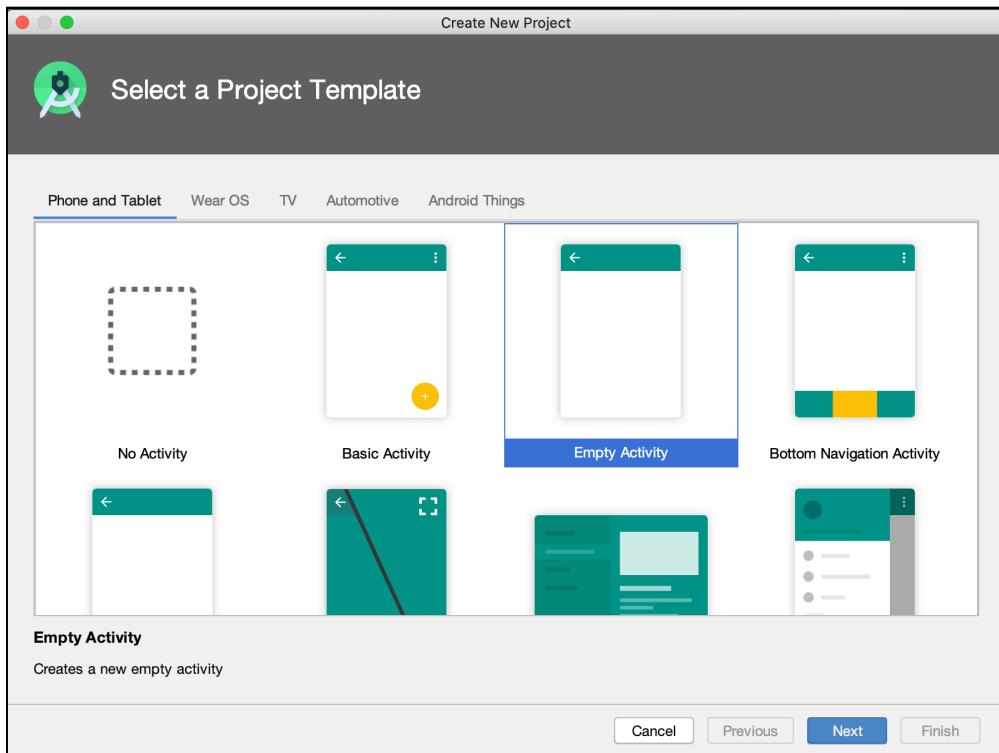 Create New Project
Select a Project Template
Phone and Tablet Wear OS TV Automotive Android Things
No Activity Basic Activity Empty Activity Bottom Navigation Activity
Empty Activity
Creates a new empty activity
Cancel Previous Next Finish